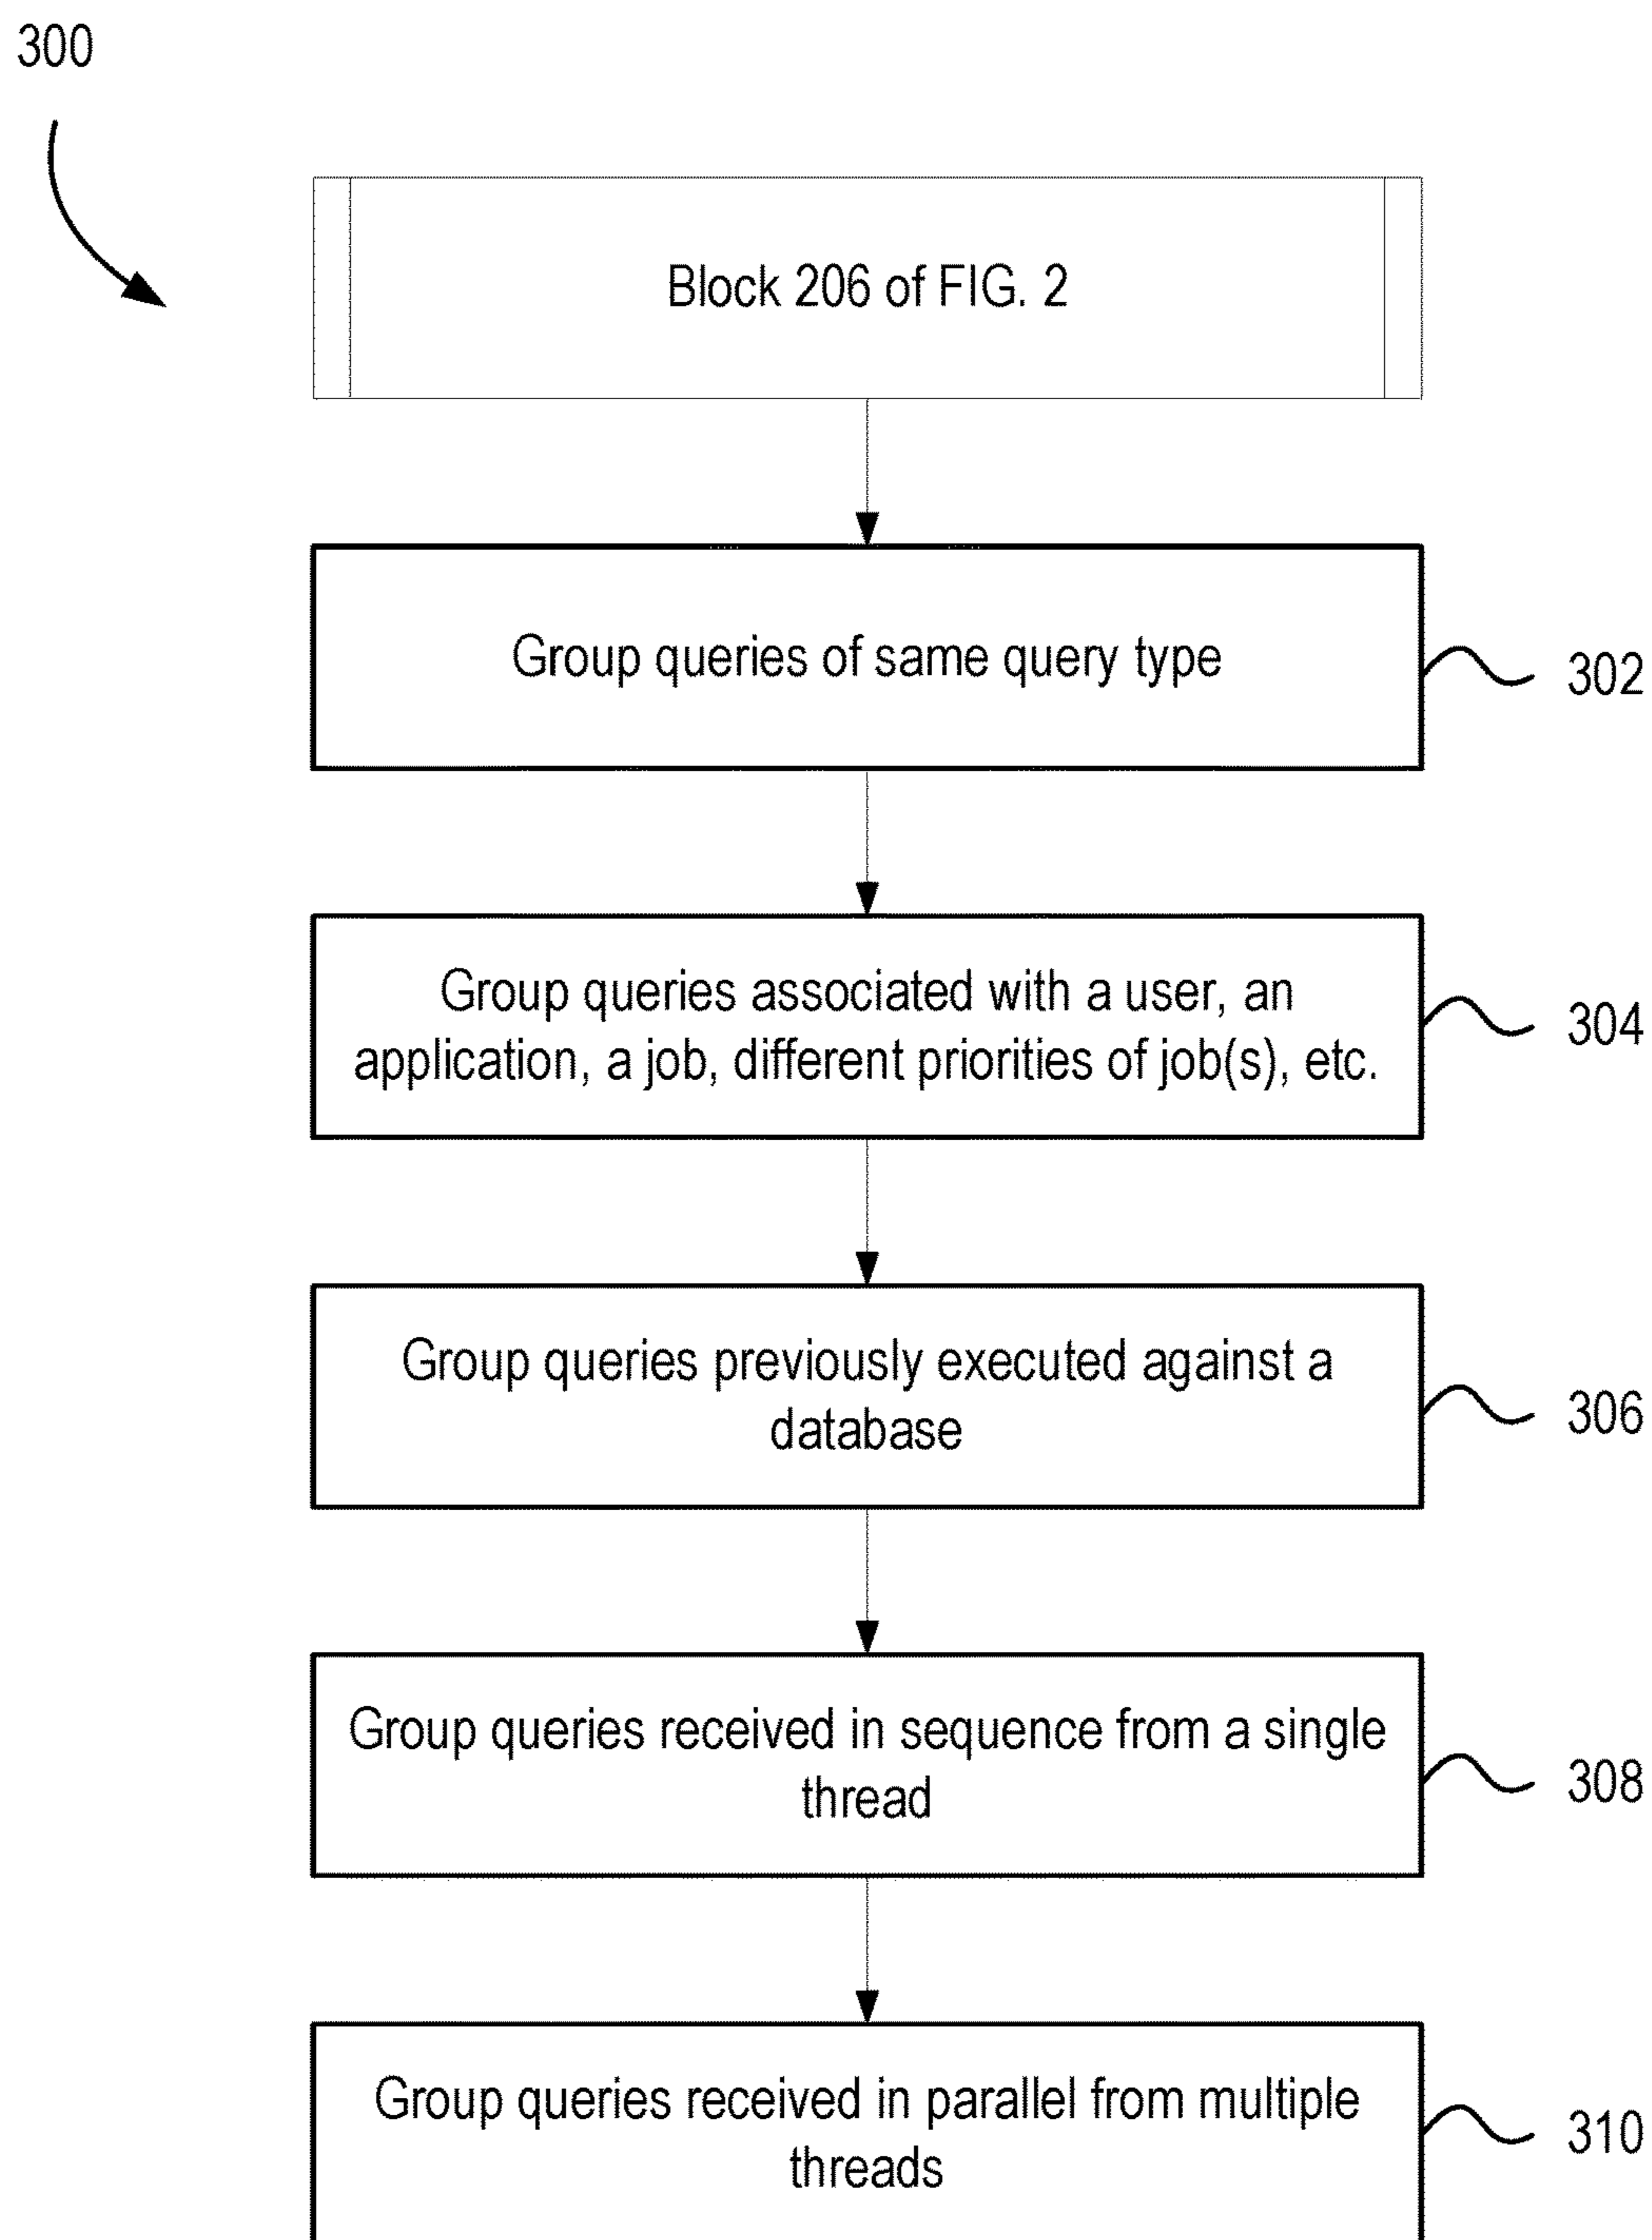 300
Block 206 of FIG. 2
Group queries of same query type
302
Group queries associated with a user, an
application, a job, different priorities of job(s), etc.
304
Group queries previously executed against a
database
306
Group queries received in sequence from a single
thread
308
Group queries received in parallel from multiple
threads
310